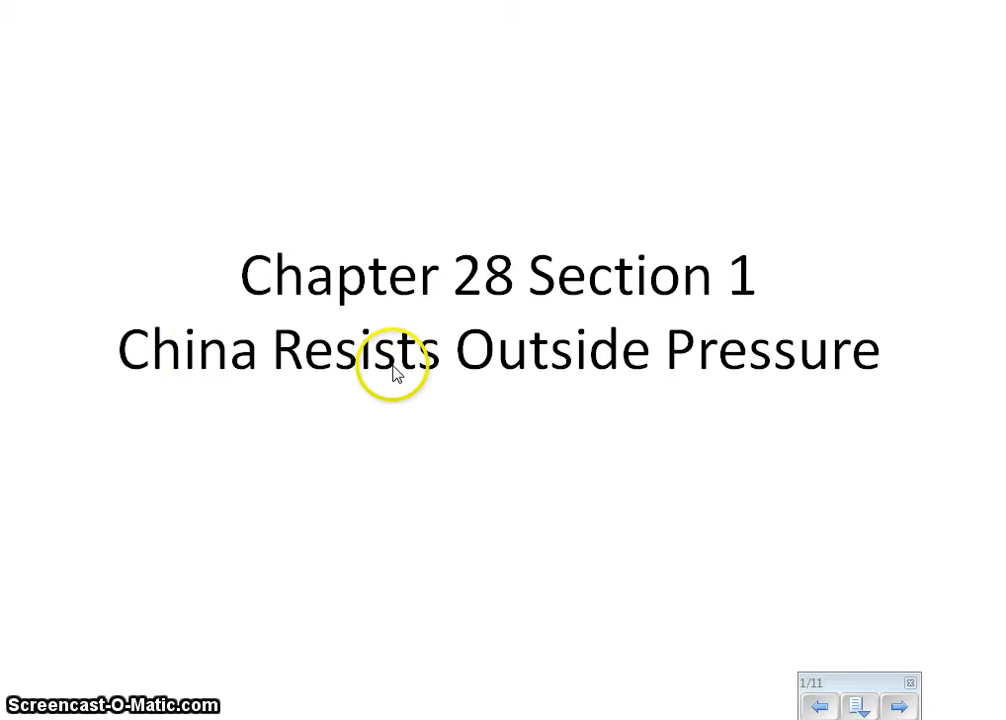 Chapter 28 Section 1
China Resists Outside Pressure
1/11
Screencast-O-Matic.com